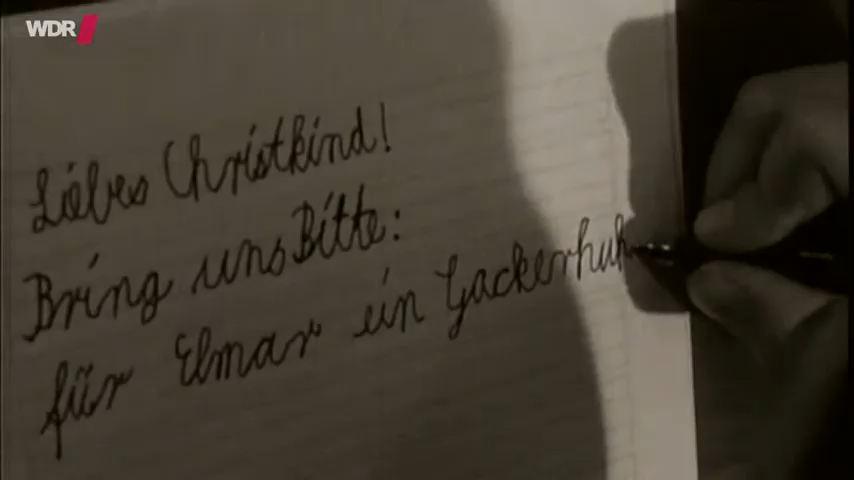 WDR
Liebes Christkind!
Bring uns Bitte:
für Elmar ein Gackerhuh